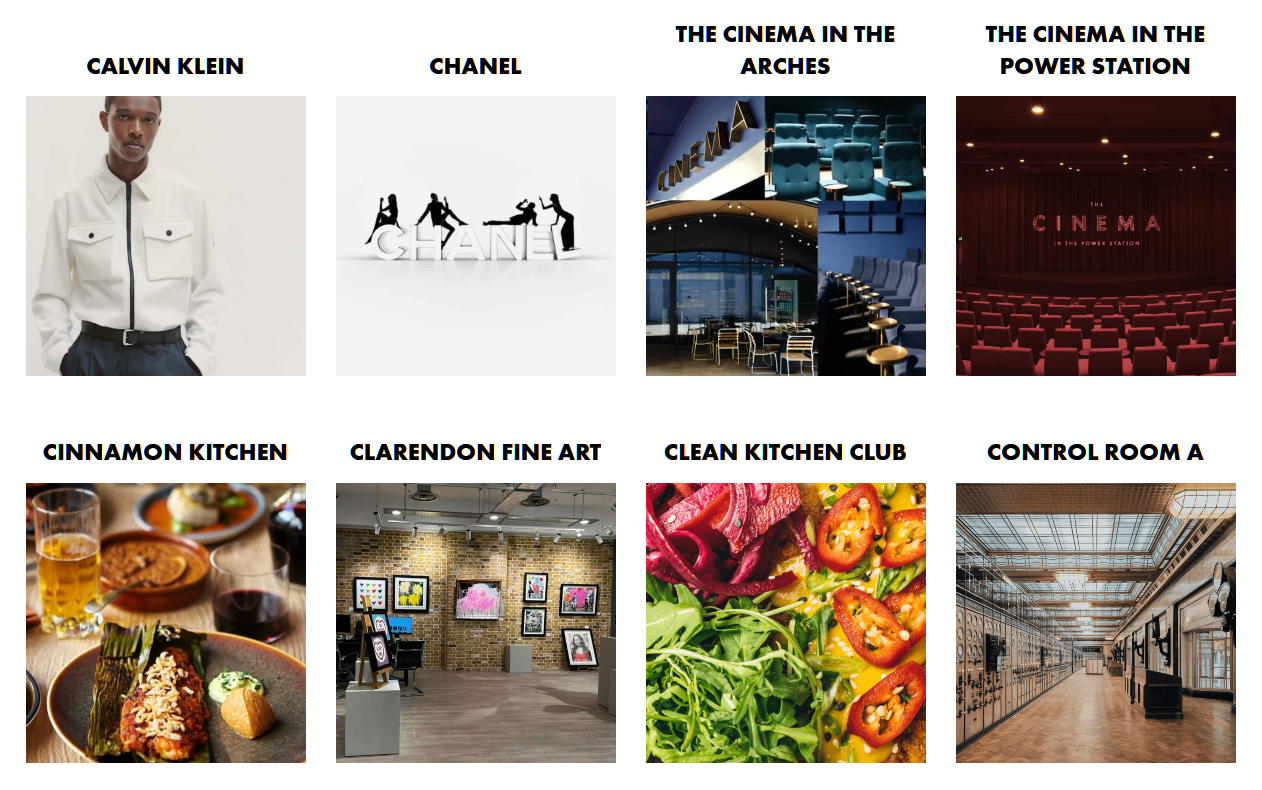 CALVIN KLEIN
CHANEL
THE CINEMA IN THE
ARCHES
THE CINEMA IN THE
POWER STATION
CINEMA
CHANEL
THE
CINEMA
IN THE POWER STATION
CINNAMON KITCHEN
CLARENDON FINE ART
CLEAN KITCHEN CLUB
CONTROL ROOM A